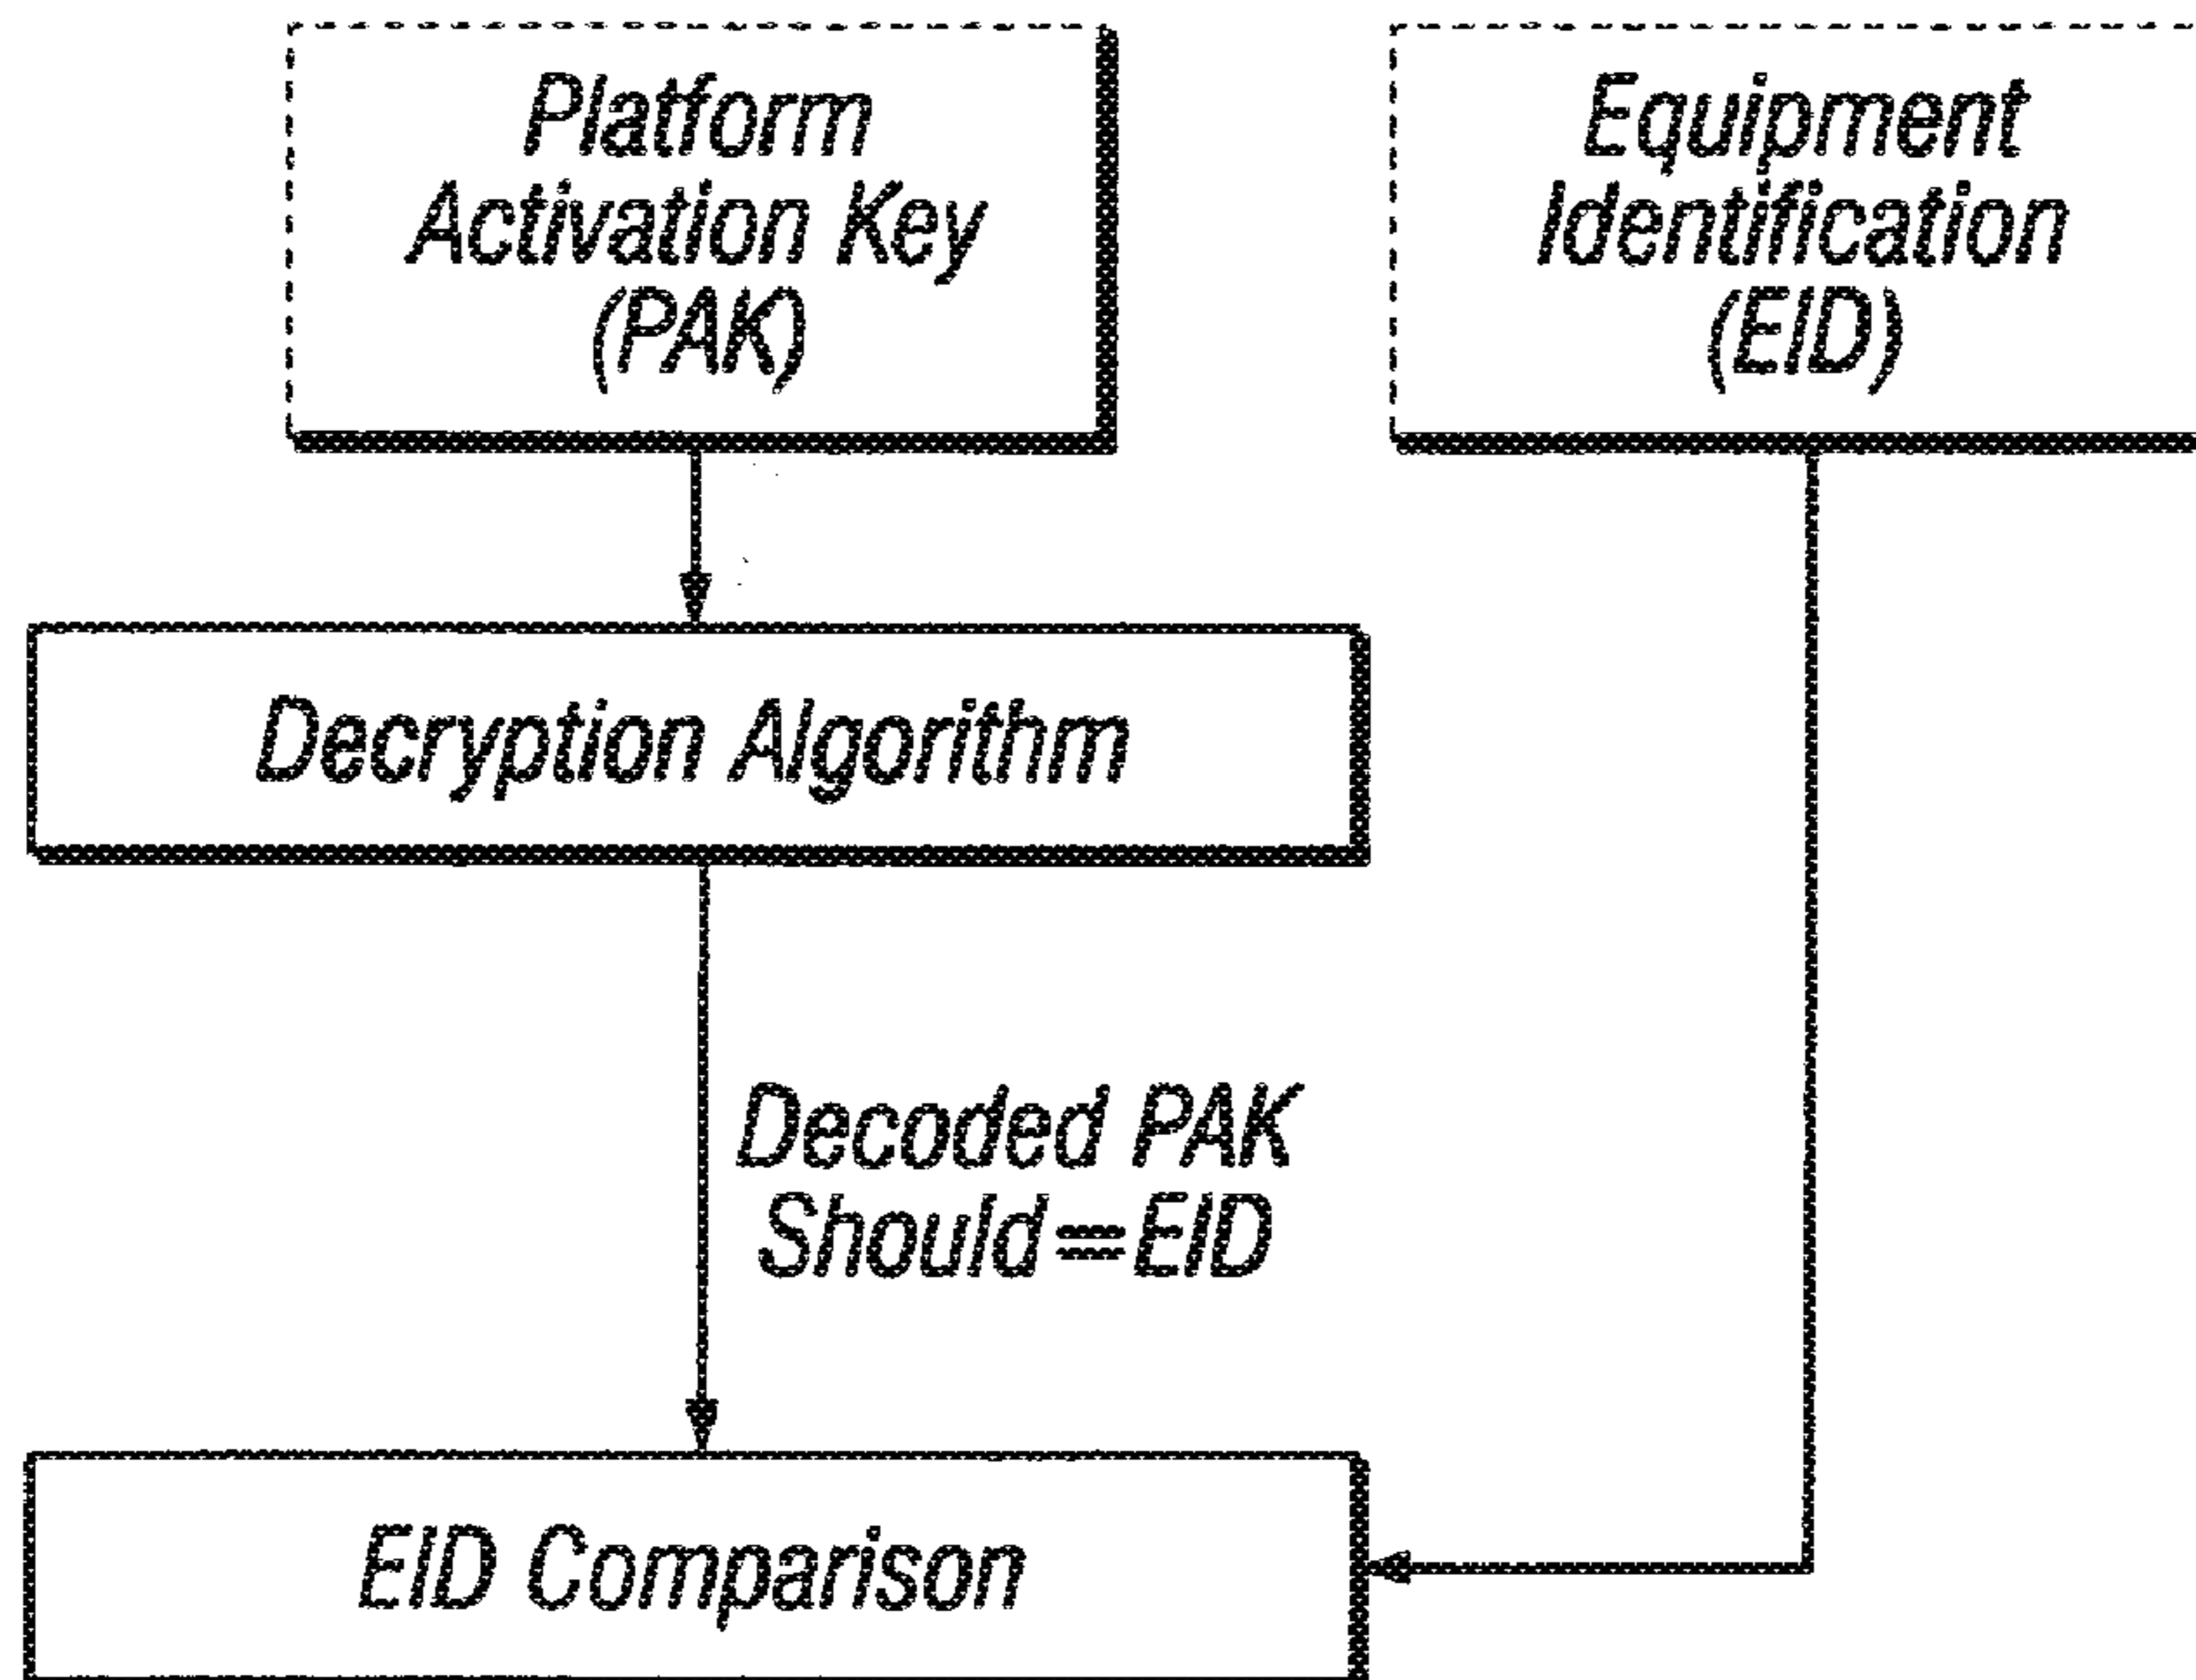 Platform
Activation Key
(PAK)
Equipment
Identification
(EID)
Decryption Algorithm
Decoded PAK
Should=EID
EID Comparison